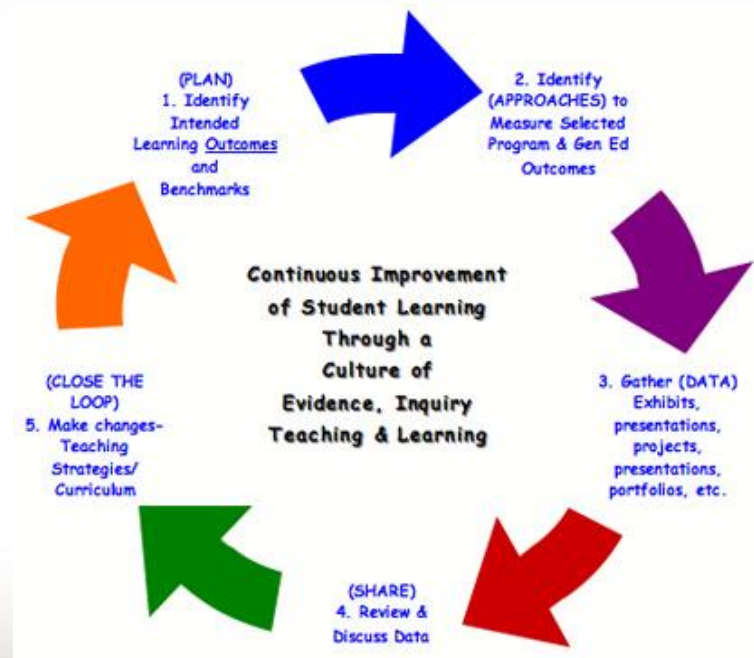 (PLAN)
1. Identify
Intended
Learning Outcomes
and
Benchmarks
2. Identify
(APPROACHES) to
Measure Selected
Program & Gen Ed
Outcomes
3. Gather (DATA)
Exhibits,
presentations,
projects,
presentations,
portfolios, etc.
(SHARE)
4. Review &
Discuss Data
(CLOSE THE
LOOP)
5. Make changes-
Teaching
Strategies/
Curriculum
Continuous Improvement
of Student Learning
Through a
Culture of
Evidence, Inquiry
Teaching & Learning